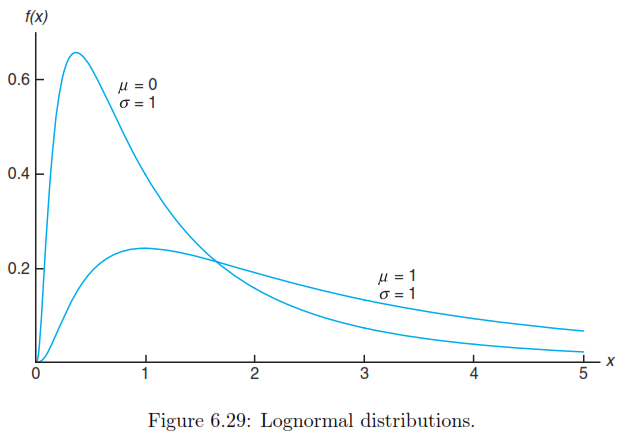 f(x)
0.6
μ = 0
σ = 1
0.4
0.2
μ = 1
σ = 1
0 1 2 3 4 5 x
Figure 6.29: Lognormal distributions.